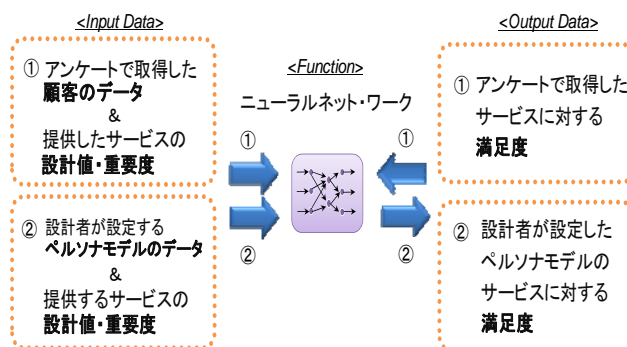 <Input Data>
① アンケートで取得した
顧客のデータ
&
提供したサービスの
設計値・重要度
② 設計者が設定する
ペルソナモデルのデータ
&
提供するサービスの
設計値・重要度
<Function>
ニューラルネット・ワーク
①
①
②
②
<Output Data>
① アンケートで取得した
サービスに対する
満足度
② 設計者が設定した
ペルソナモデルの
サービスに対する
満足度